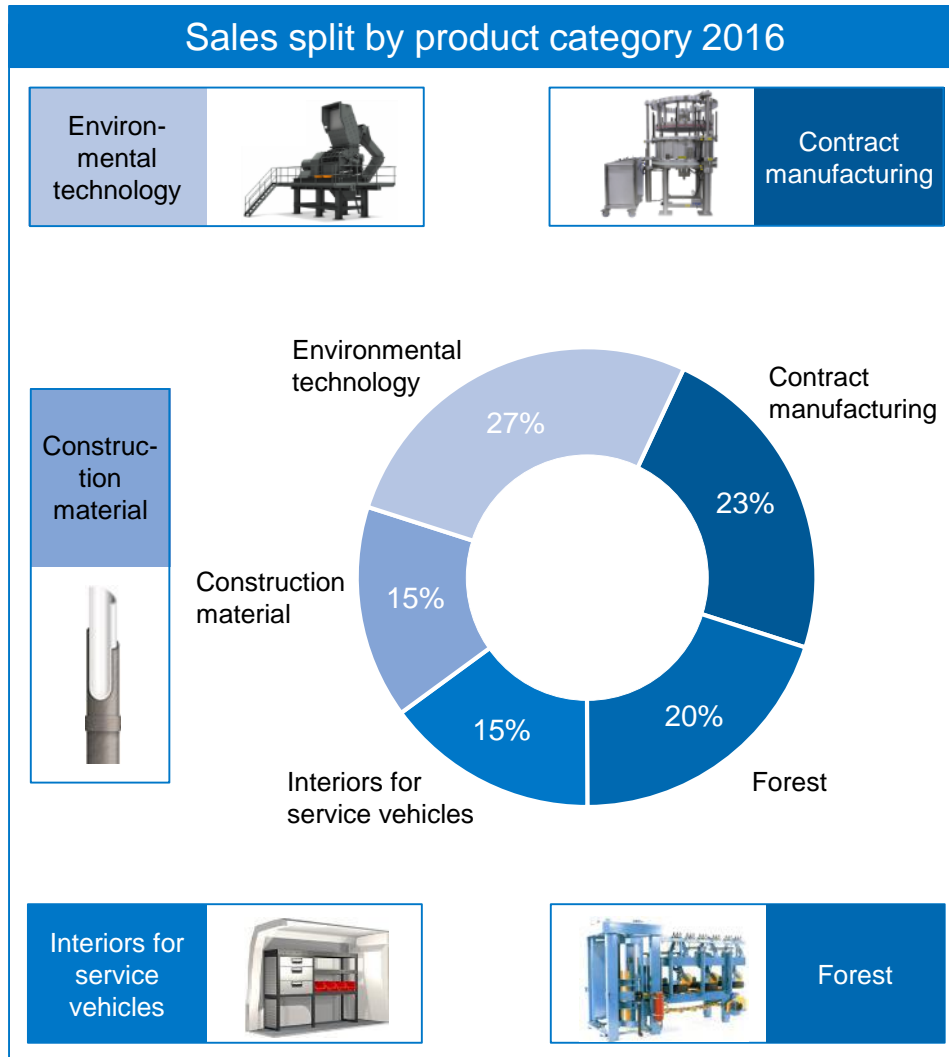 Sales split by product category 2016
Environ-
mental
technology
Contract
manufacturing
Environmental
technology
Contract
manufacturing
27%
23%
Construc-
tion
material
Construction
material
15%
15%
20%
Interiors for
service vehicles
Forest
Interiors for
service
vehicles
Forest